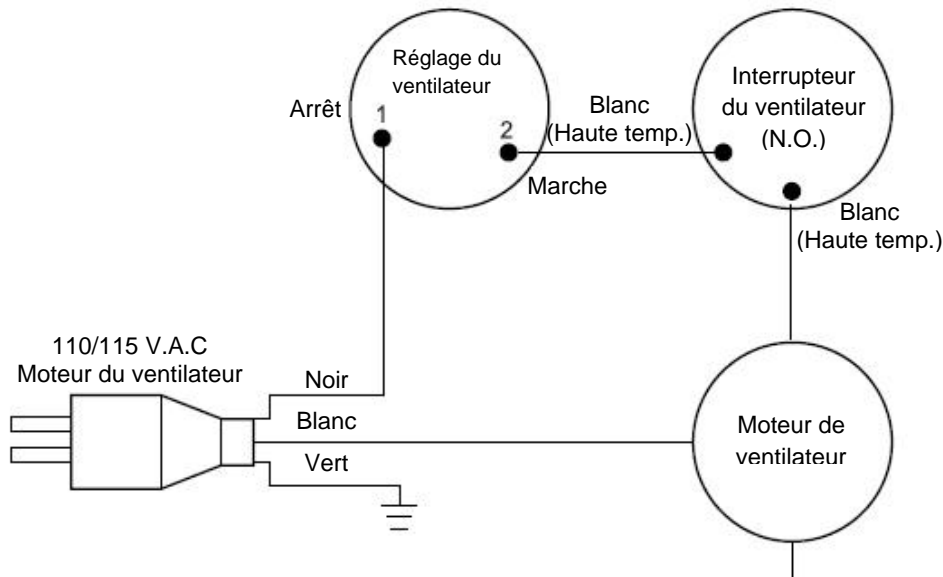 Réglage du
ventilateur
Arrêt
1
2
Marche
Blanc
(Haute temp.)
Interrupteur
du ventilateur
(N.O.)
Blanc
(Haute temp.)
110/115 V.A.C
Moteur du ventilateur
Noir
Blanc
Vert
Moteur de
ventilateur